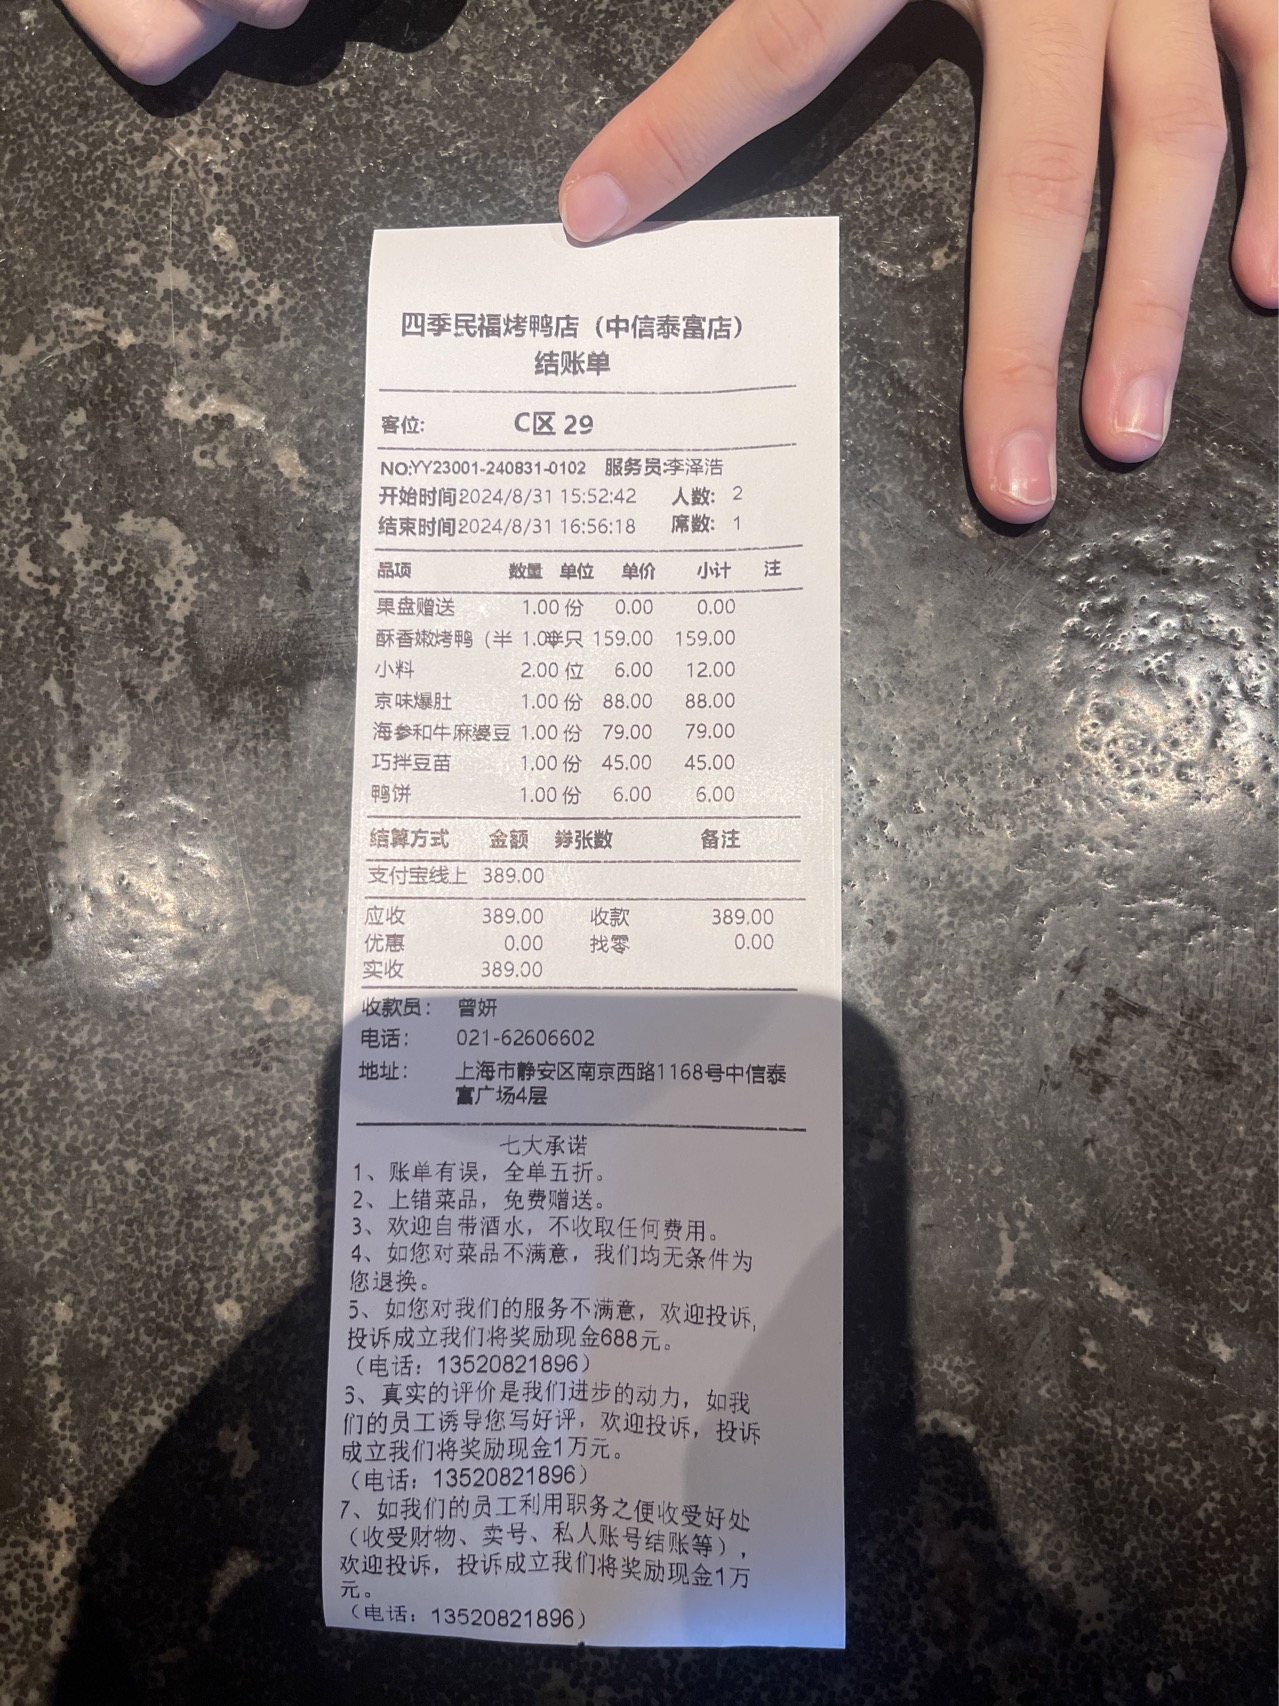 四季民福烤鸭店（中信泰富店）
结账单
客位: C区 29
NO:YY23001-240831-0102 服务员:李泽浩
开始时间2024/8/31 15:52:42 人数: 2
结束时间2024/8/31 16:56:18 席数: 1
品项 数量 单位 单价 小计 注
果盘赠送 1.00 份 0.00 0.00
酥香嫩烤鸭（半 1.00半只 159.00 159.00
小料 2.00 位 6.00 12.00
京味爆肚 1.00 份 88.00 88.00
海参和牛麻婆豆 1.00 份 79.00 79.00
巧拌豆苗 1.00 份 45.00 45.00
鸭饼 1.00 份 6.00 6.00
结算方式 金额 券张数 备注
支付宝线上 389.00
应收 389.00 收款 389.00
优惠 0.00 找零 0.00
实收 389.00
收款员： 曾妍
电话： 021-62606602
地址： 上海市静安区南京西路1168号中信泰
富广场4层
七大承诺
1、账单有误，全单五折。
2、上错菜品，免费赠送。
3、欢迎自带酒水，不收取任何费用。
4、如您对菜品不满意，我们均无条件为
您退换。
5、如您对我们的服务不满意，欢迎投诉,
投诉成立我们将奖励现金688元。
（电话：13520821896）
6、真实的评价是我们进步的动力，如我
们的员工诱导您写好评，欢迎投诉，投诉
成立我们将奖励现金1万元。
（电话：13520821896）
7、如我们的员工利用职务之便收受好处
（收受财物、卖号、私人账号结账等），
欢迎投诉，投诉成立我们将奖励现金1万
元。
（电话：13520821896）